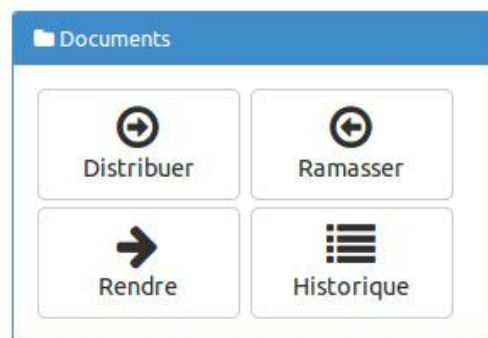 Documents
Distribuer
Ramasser
Rendre
Historique